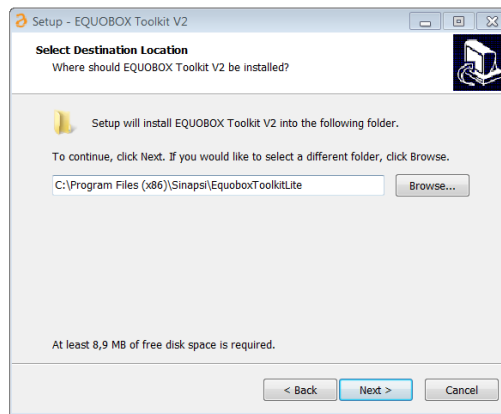 Setup - EQUOBOX Toolkit V2
Select Destination Location
Where should EQUOBOX Toolkit V2 be installed?
Setup will install EQUOBOX Toolkit V2 into the following folder.
To continue, click Next. If you would like to select a different folder, click Browse.
C:\Program Files (x86)\Sinapsi\EquoboxToolkitLite
Browse...
At least 8,9 MB of free disk space is required.
< Back
Next >
Cancel